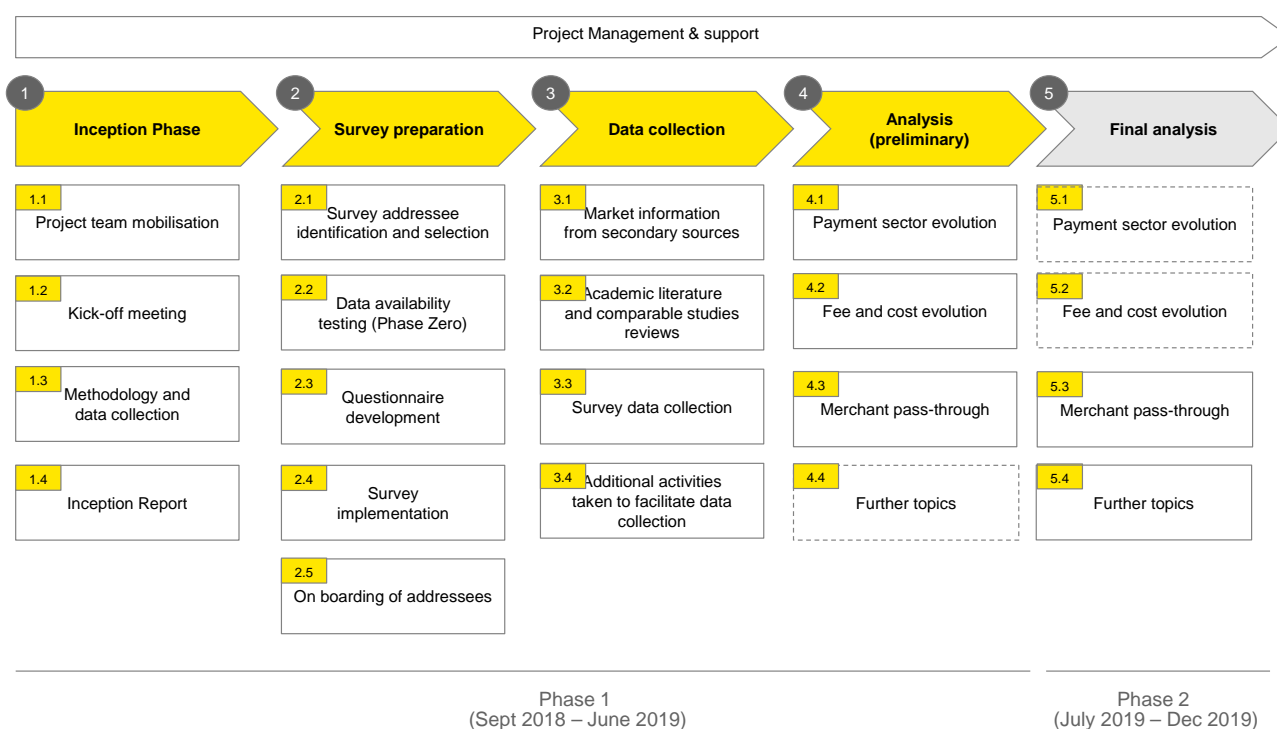 Project Management & support
1
Inception Phase
2
Survey preparation
3
Data collection
4
Analysis
(preliminary)
5
Final analysis
1.1
Project team mobilisation
1.2
Kick-off meeting
1.3
Methodology and
data collection
1.4
Inception Report
2.1
Survey addressee
identification and selection
2.2
Data availability
testing (Phase Zero)
2.3
Questionnaire
development
2.4
Survey
implementation
2.5
On boarding of addressees
3.1
Market information
from secondary sources
3.2
Academic literature
and comparable studies
reviews
3.3
Survey data collection
3.4
Additional activities
taken to facilitate data
collection
4.1
Payment sector evolution
4.2
Fee and cost evolution
4.3
Merchant pass-through
4.4
Further topics
5.1
Payment sector evolution
5.2
Fee and cost evolution
5.3
Merchant pass-through
5.4
Further topics
Phase 1
(Sept 2018 – June 2019)
Phase 2
(July 2019 – Dec 2019)